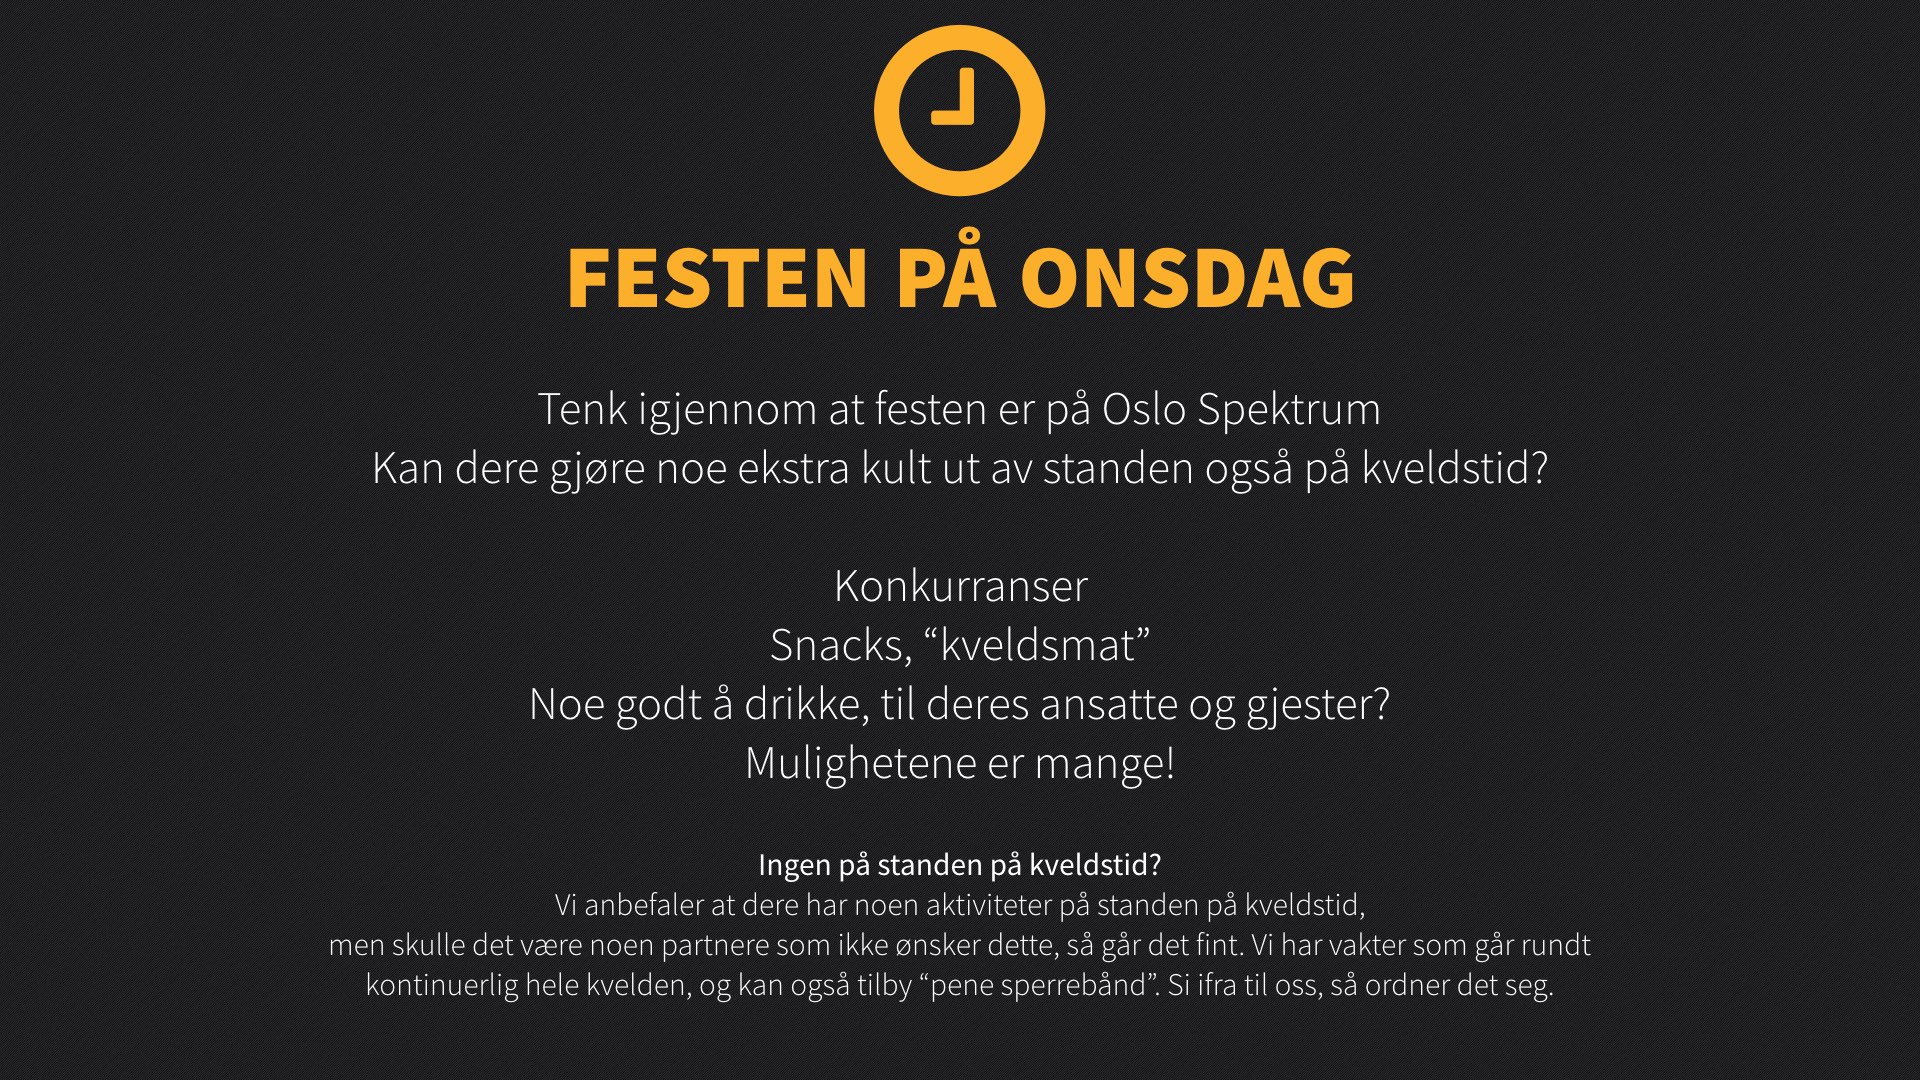 FESTEN PÅ ONSDAG
Tenk igjennom at festen er på Oslo Spektrum
Kan dere gjøre noe ekstra kult ut av standen også på kveldstid?
Konkurranser
Snacks, “kveldsmat”
Noe godt å drikke, til deres ansatte og gjester?
Mulighetene er mange!
Ingen på standen på kveldstid?
Vi anbefaler at dere har noen aktiviteter på standen på kveldstid,
men skulle det være noen partnere som ikke ønsker dette, så går det fint. Vi har vakter som går rundt
kontinuerlig hele kvelden, og kan også tilby “pene sperrebånd”. Si ifra til oss, så ordner det seg.